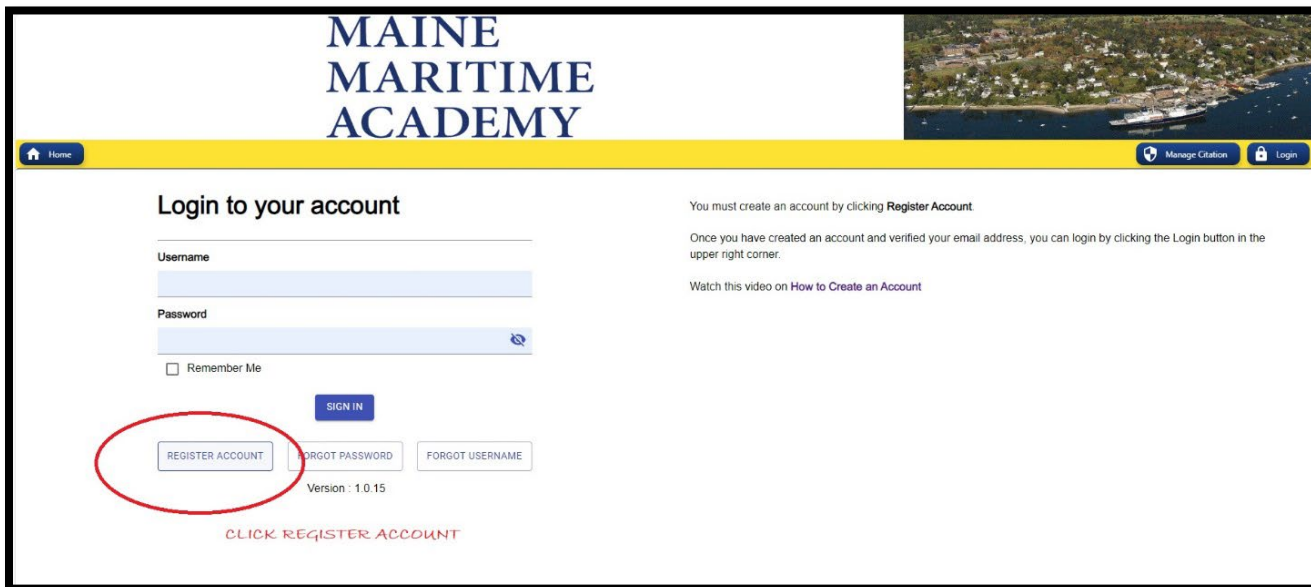 MAINE
MARITIME
ACADEMY
Home
Manage Citation
Login
Login to your account
Username
Password
Remember Me
SIGN IN
REGISTER ACCOUNT
FORGOT PASSWORD
FORGOT USERNAME
Version : 1.0.15
CLICK REGISTER ACCOUNT
You must create an account by clicking Register Account.
Once you have created an account and verified your email address, you can login by clicking the Login button in the
upper right corner.
Watch this video on How to Create an Account